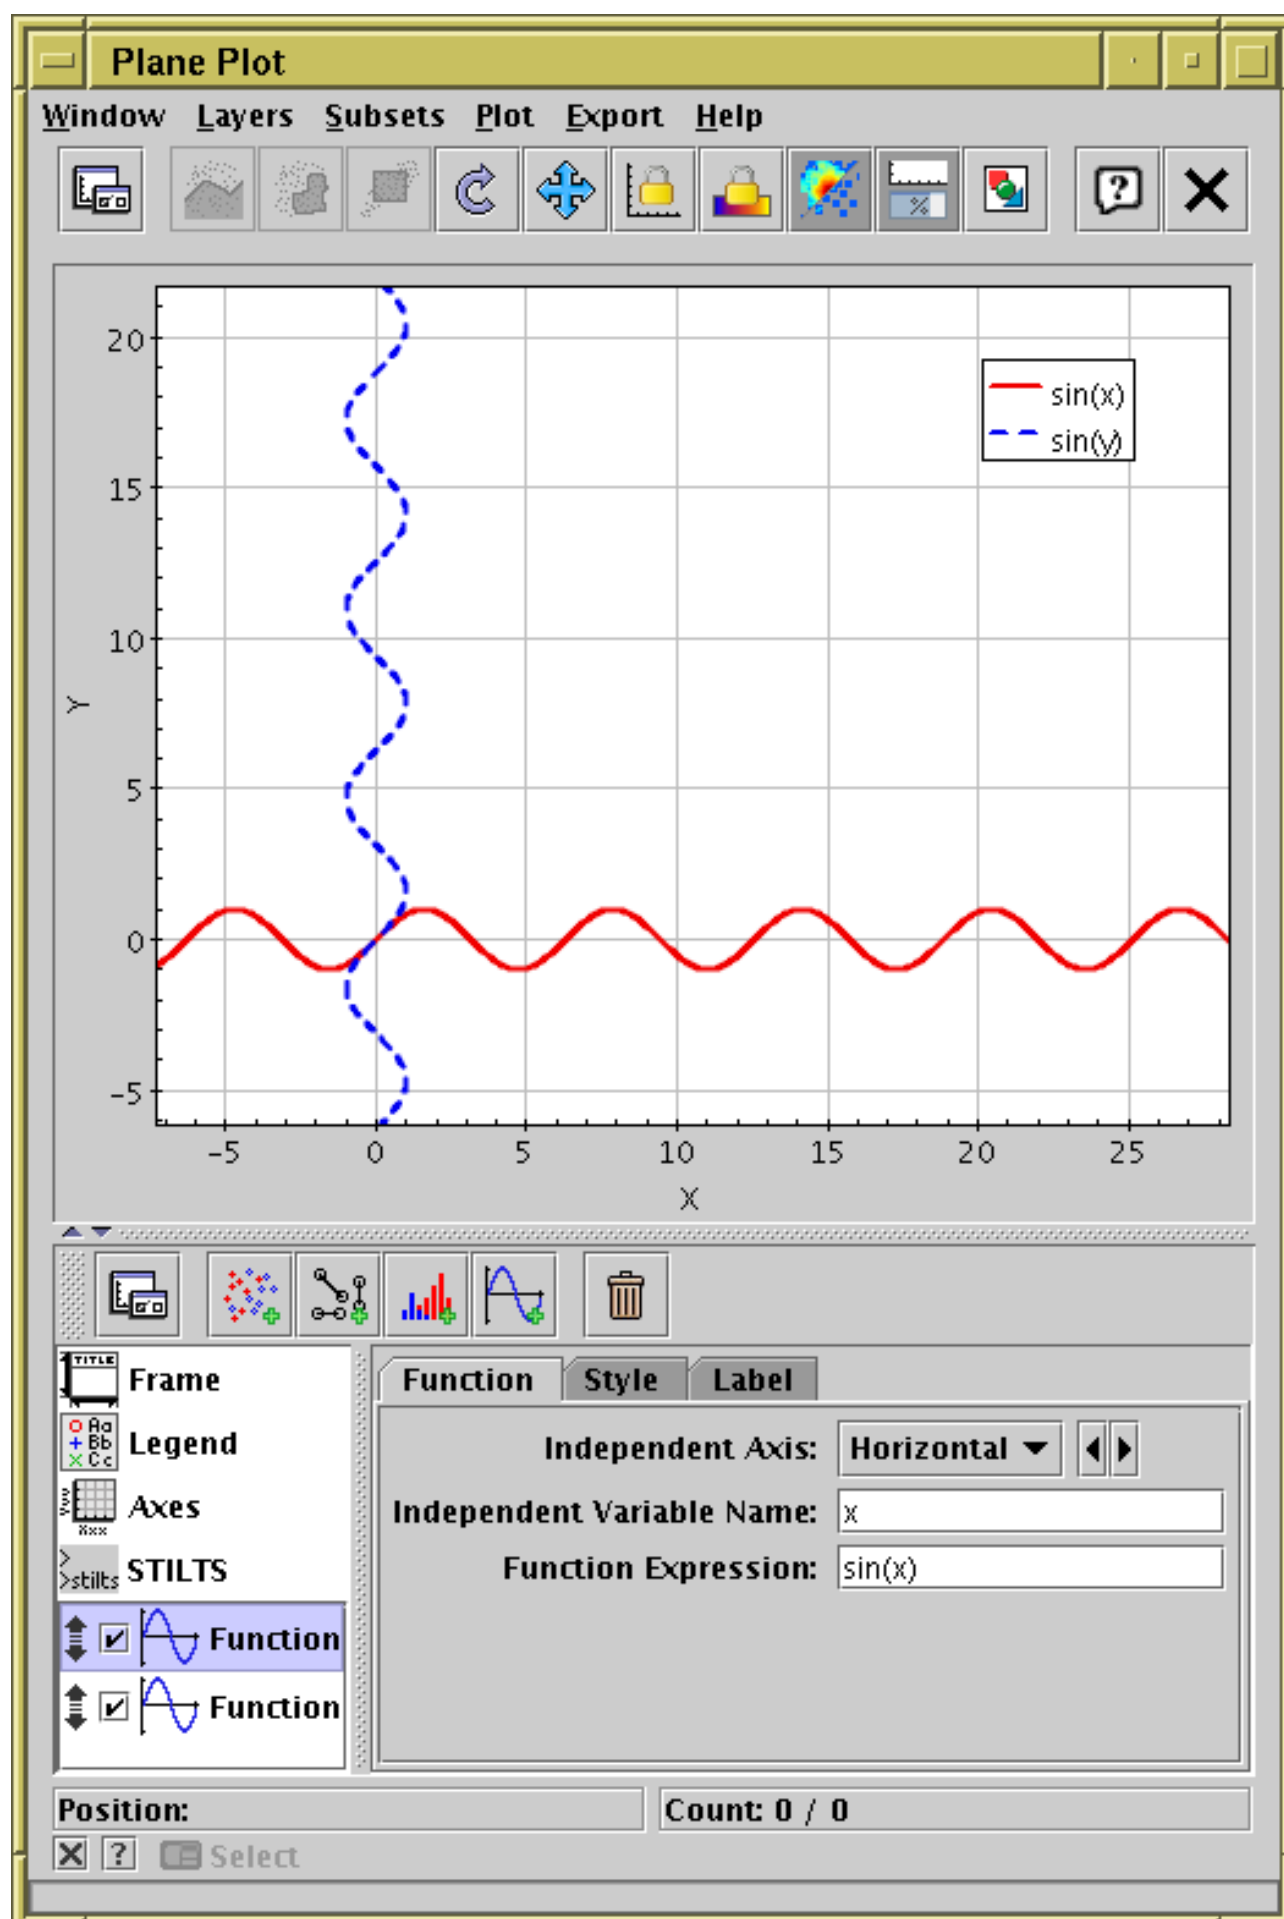 Plane Plot
Window Layers Subsets Plot Export Help
%
20
15
10
5
0
-5
Y
sin(x)
sin(y)
-5 0 5 10 15 20 25
X
TITLE
Frame
Aa
Bb
Cc
Legend
Axes
Xxx
>
>stilts
STILTS
Function
Function
Function Style Label
Independent Axis: Horizontal
Independent Variable Name: x
Function Expression: sin(x)
Position: Count: 0 / 0
Select